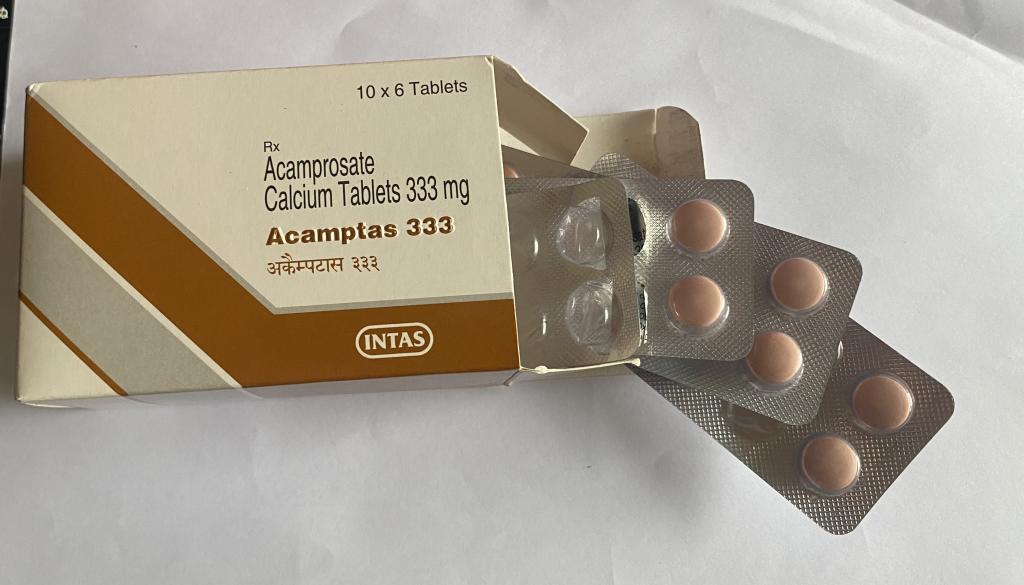 10 x 6 Tablets
Rx
Acamprosate
Calcium Tablets 333 mg
Acamptas 333
अकैम्पटास ३३३
INTAS